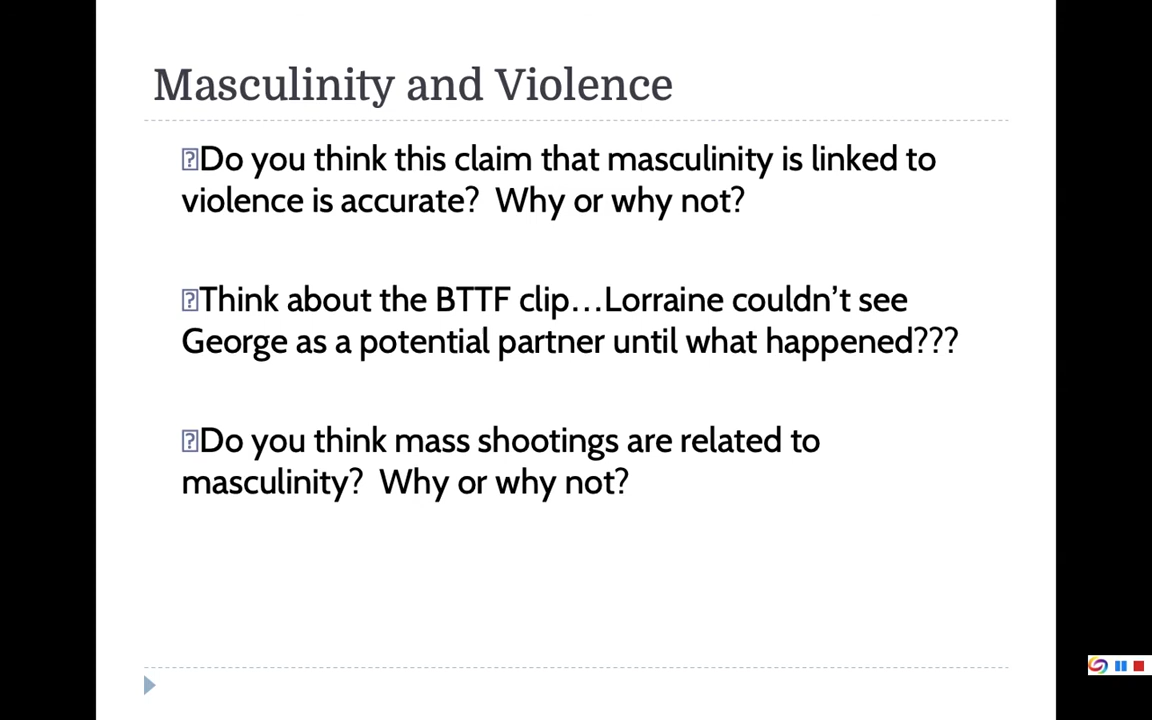 Masculinity and Violence
Do you think this claim that masculinity is linked to
violence is accurate?  Why or why not?
Think about the BTTF clip…Lorraine couldn’t see
George as a potential partner until what happened???
Do you think mass shootings are related to
masculinity?  Why or why not?